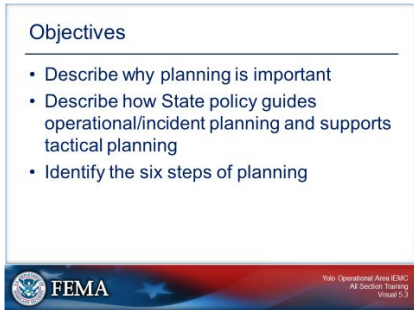 Objectives
• Describe why planning is important
• Describe how State policy guides
operational/incident planning and supports
tactical planning
• Identify the six steps of planning
FEMA
Yolo Operational Area IEMC
All Section Training
Visual 5.3